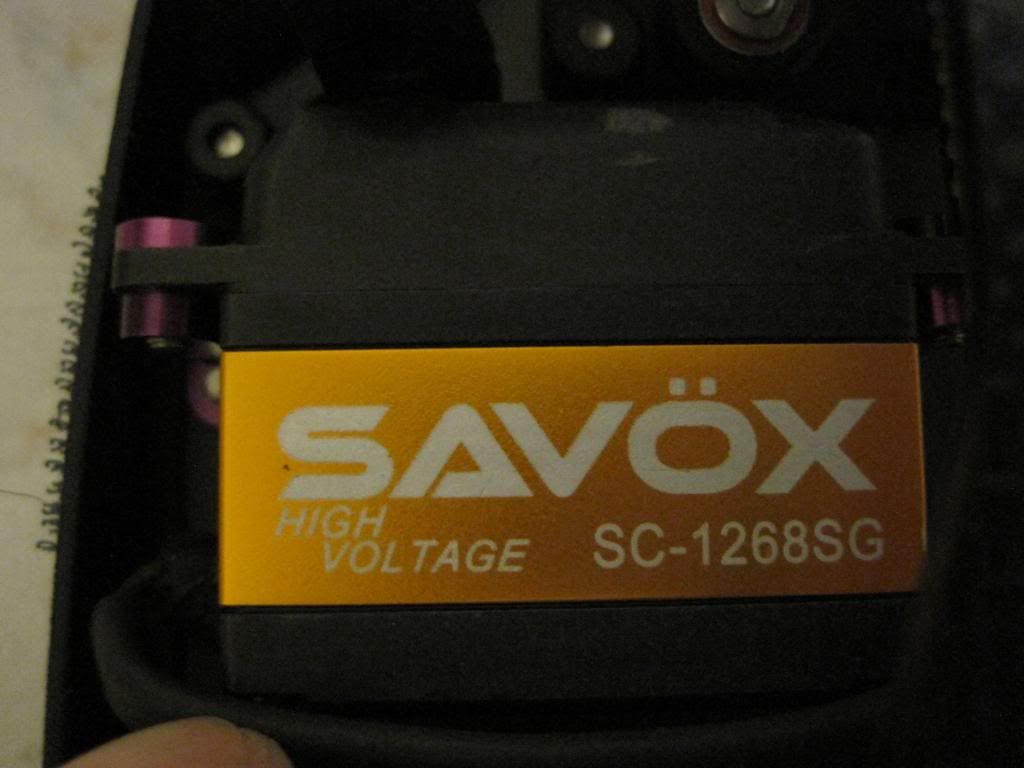 SAVÖX
HIGH
VOLTAGE
SC-1268SG